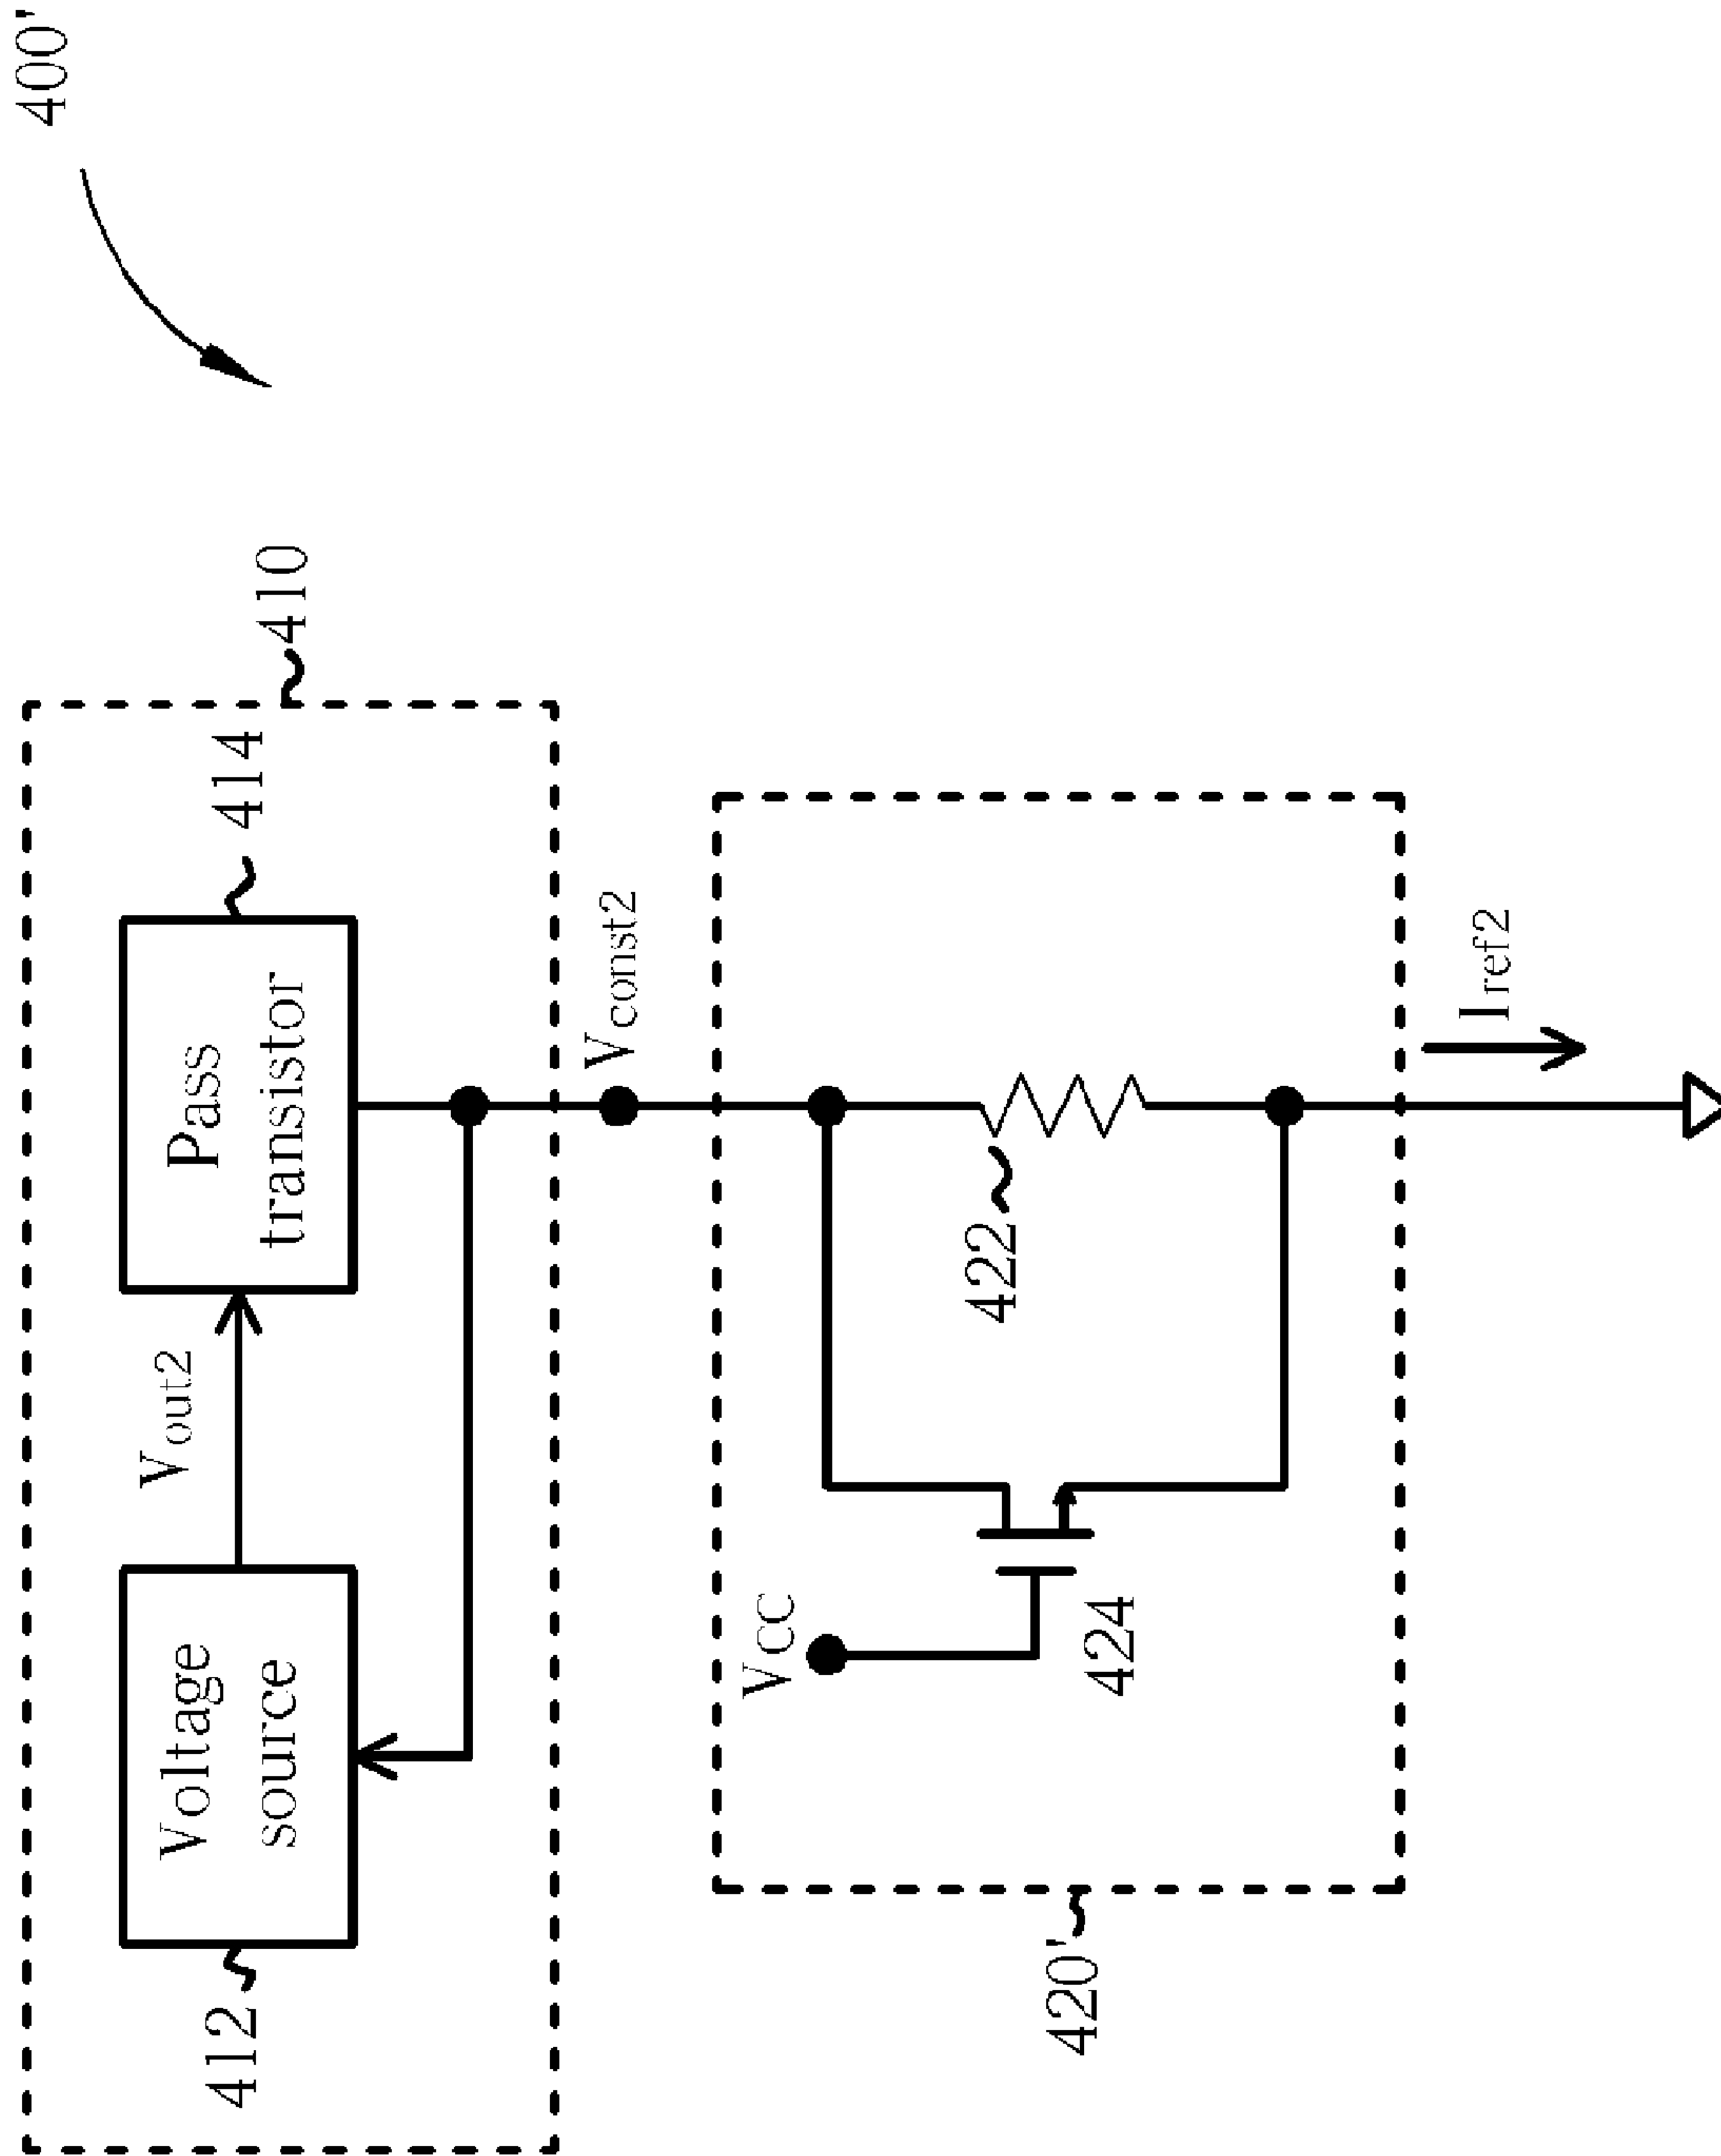 400'
410
412
Voltage
source
Vout2
Pass
transistor
414
Vconst2
420'
VCC
424
422
Iref2